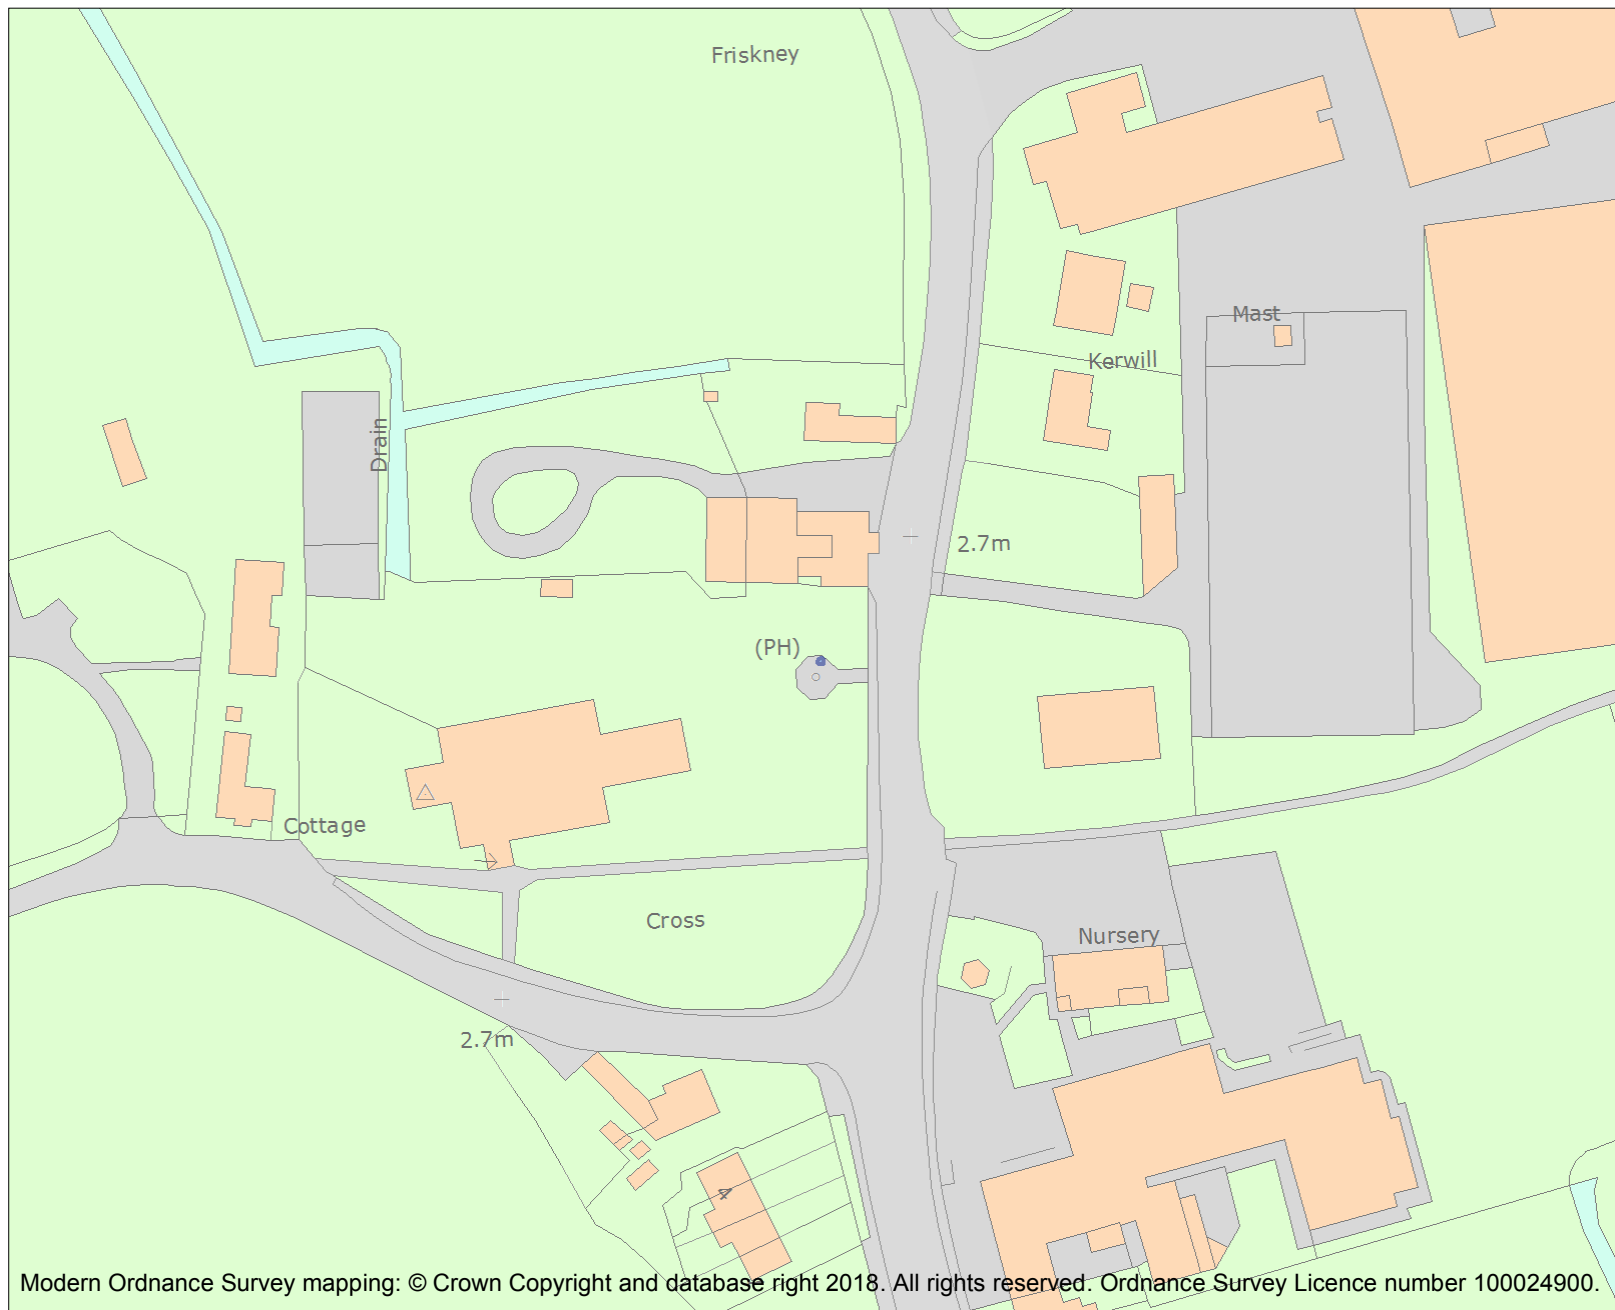 Friskney
Mast
Kerwill
Drain
2.7m
(PH)
Cottage
Cross
Nursery
2.7m
4
Modern Ordnance Survey mapping: © Crown Copyright and database right 2018. All rights reserved. Ordnance Survey Licence number 100024900.